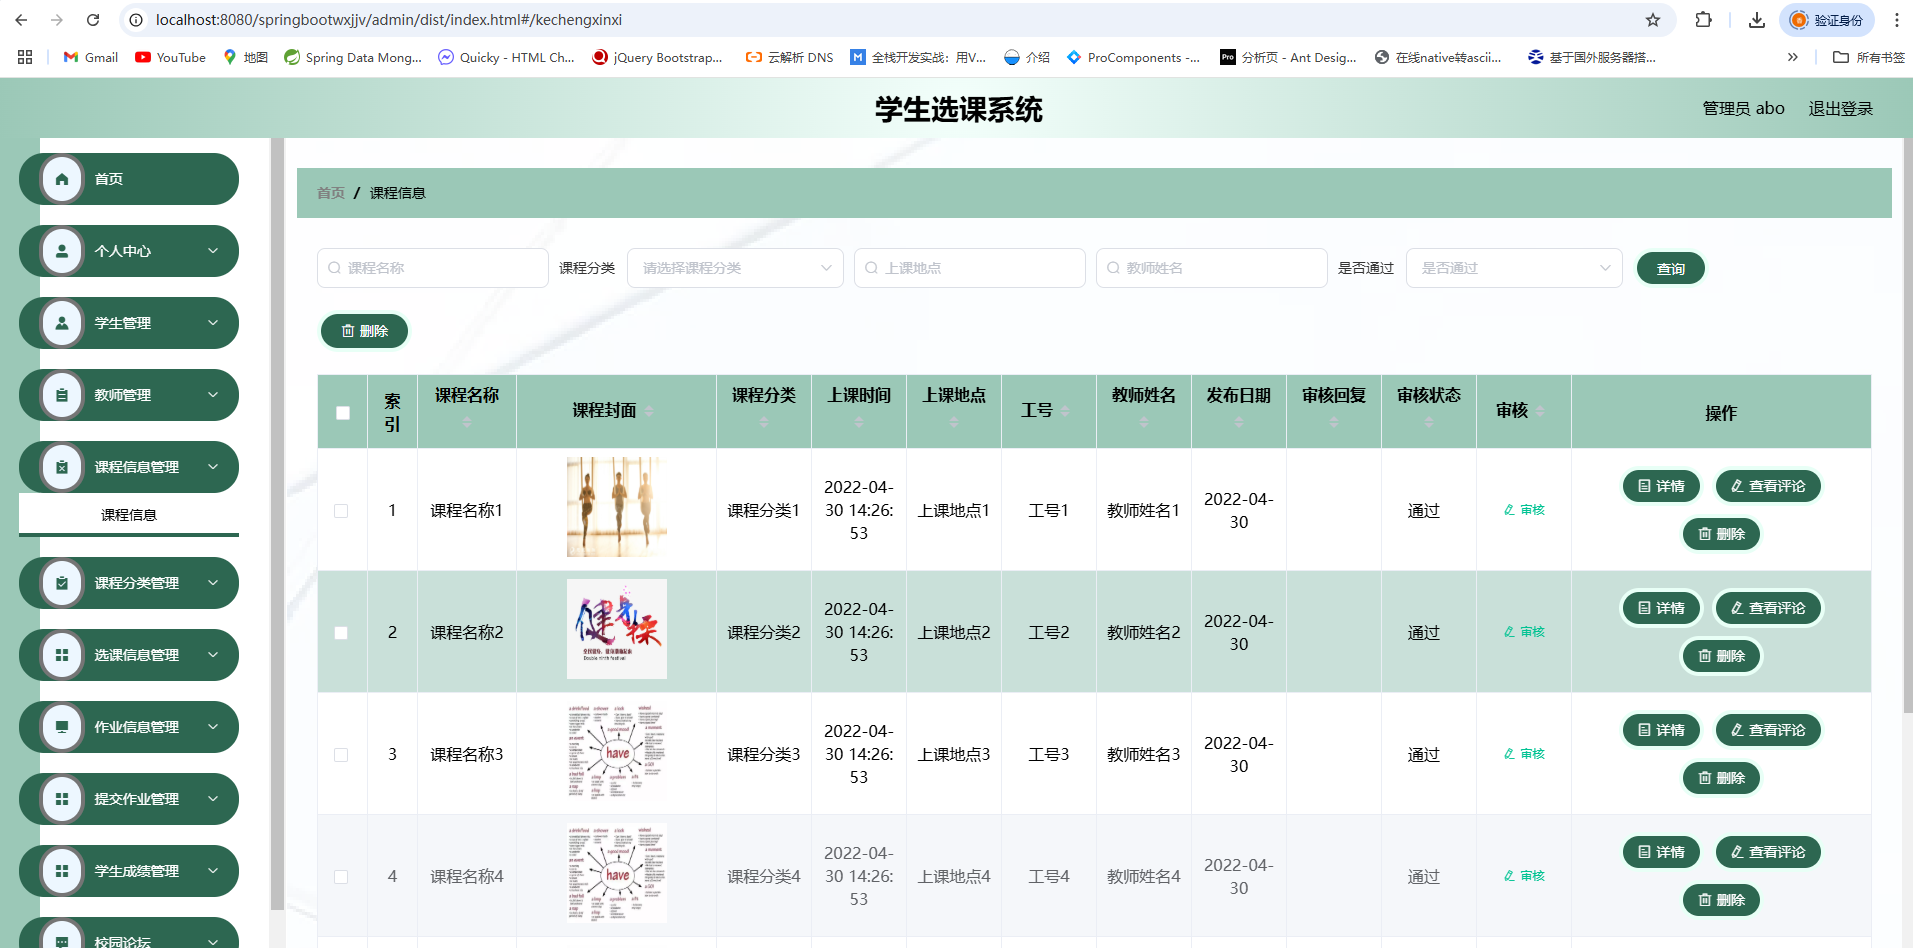 localhost:8080/springbootwxjjv/admin/dist/index.html#/kechengxinxi
验证身份
Gmail
YouTube
地图
Spring Data Mong...
Quicky - HTML Ch...
jQuery Bootstrap...
云解析 DNS
全栈开发实战：用V...
介绍
ProComponents -...
Pro
分析页 - Ant Desig...
在线native转ascii...
基于国外服务器搭...
所有书签
学生选课系统
管理员 abo
退出登录
首页
个人中心
学生管理
教师管理
课程信息管理
课程信息
课程分类管理
选课信息管理
作业信息管理
提交作业管理
学生成绩管理
校园论坛
首页 / 课程信息
课程名称
课程分类
请选择课程分类
上课地点
教师姓名
是否通过
是否通过
查询
删除
索引
课程名称
课程封面
课程分类
上课时间
上课地点
工号
教师姓名
发布日期
审核回复
审核状态
审核
操作
1
课程名称1
课程分类1
2022-04-
30 14:26:
53
上课地点1
工号1
教师姓名1
2022-04-
30
通过
审核
详情
查看评论
删除
2
课程名称2
健身操
Double ninth festival
课程分类2
2022-04-
30 14:26:
53
上课地点2
工号2
教师姓名2
2022-04-
30
通过
审核
详情
查看评论
删除
3
课程名称3
have
课程分类3
2022-04-
30 14:26:
53
上课地点3
工号3
教师姓名3
2022-04-
30
通过
审核
详情
查看评论
删除
4
课程名称4
have
课程分类4
2022-04-
30 14:26:
53
上课地点4
工号4
教师姓名4
2022-04-
30
通过
审核
详情
查看评论
删除